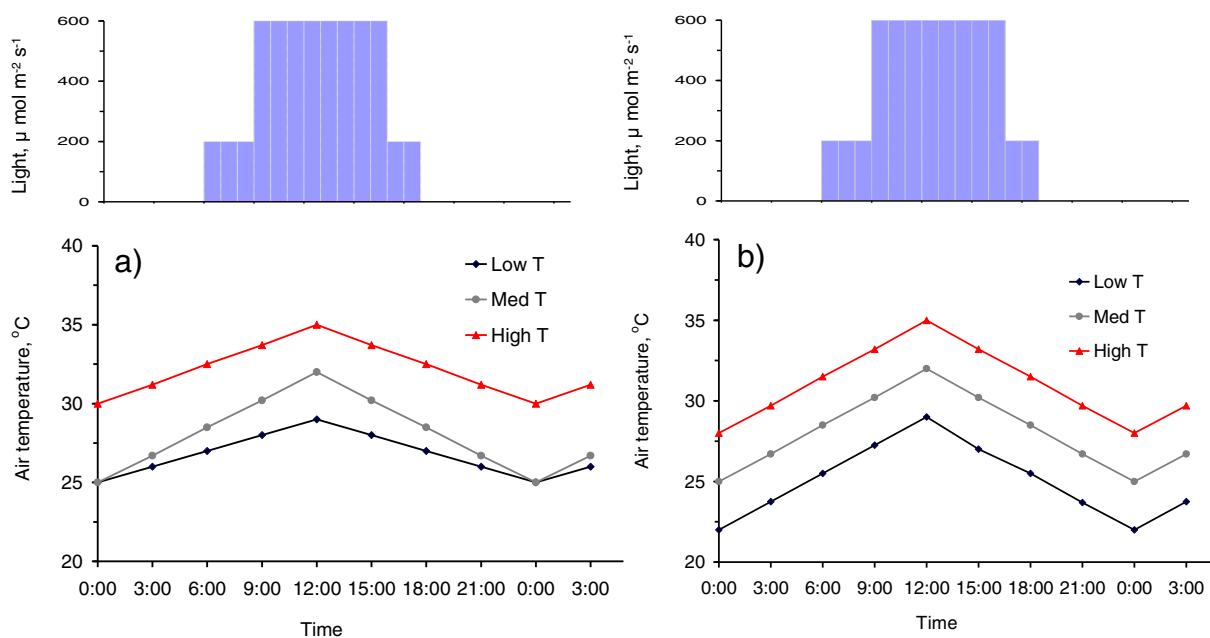 Light, µ mol m⁻² s⁻¹
600
400
200
0
Light, µ mol m⁻² s⁻¹
600
400
200
0
a)
Low T
Med T
High T
Air temperature, °C
40
35
30
25
20
0:00 3:00 6:00 9:00 12:00 15:00 18:00 21:00 0:00 3:00
Time
b)
Low T
Med T
High T
Air temperature, °C
40
35
30
25
20
0:00 3:00 6:00 9:00 12:00 15:00 18:00 21:00 0:00 3:00
Time